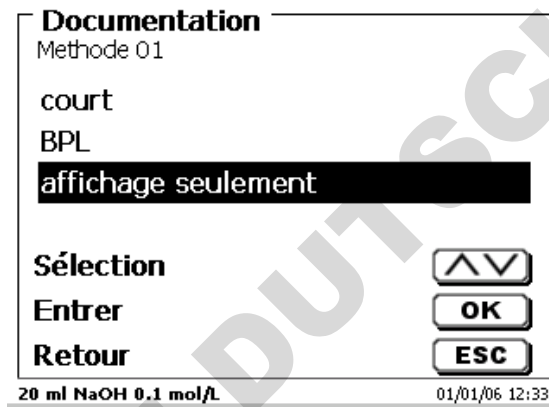 Documentation
Methode 01
court
BPL
affichage seulement
Sélection
Entrer OK
Retour ESC
20 ml NaOH 0.1 mol/L 01/01/06 12:33